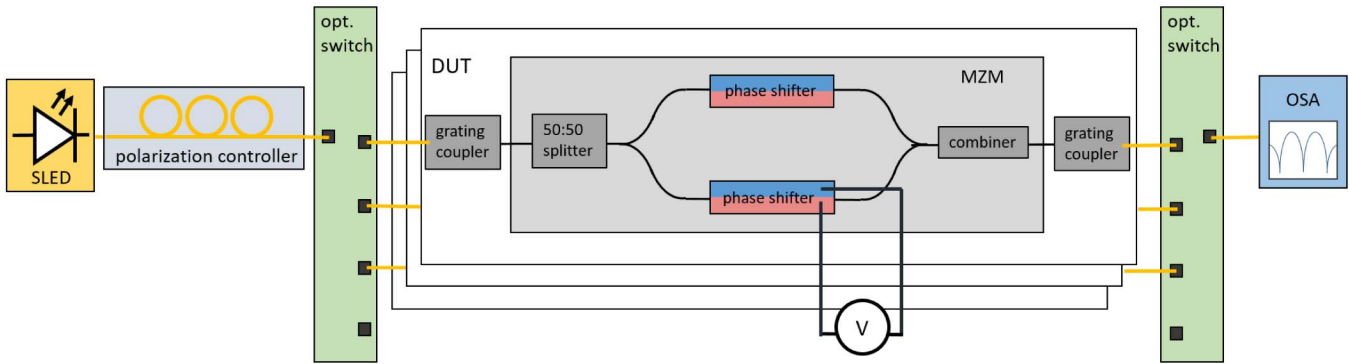 SLED
polarization controller
opt.
switch
DUT
grating
coupler
50:50
splitter
MZM
phase shifter
phase shifter
combiner
grating
coupler
V
opt.
switch
OSA